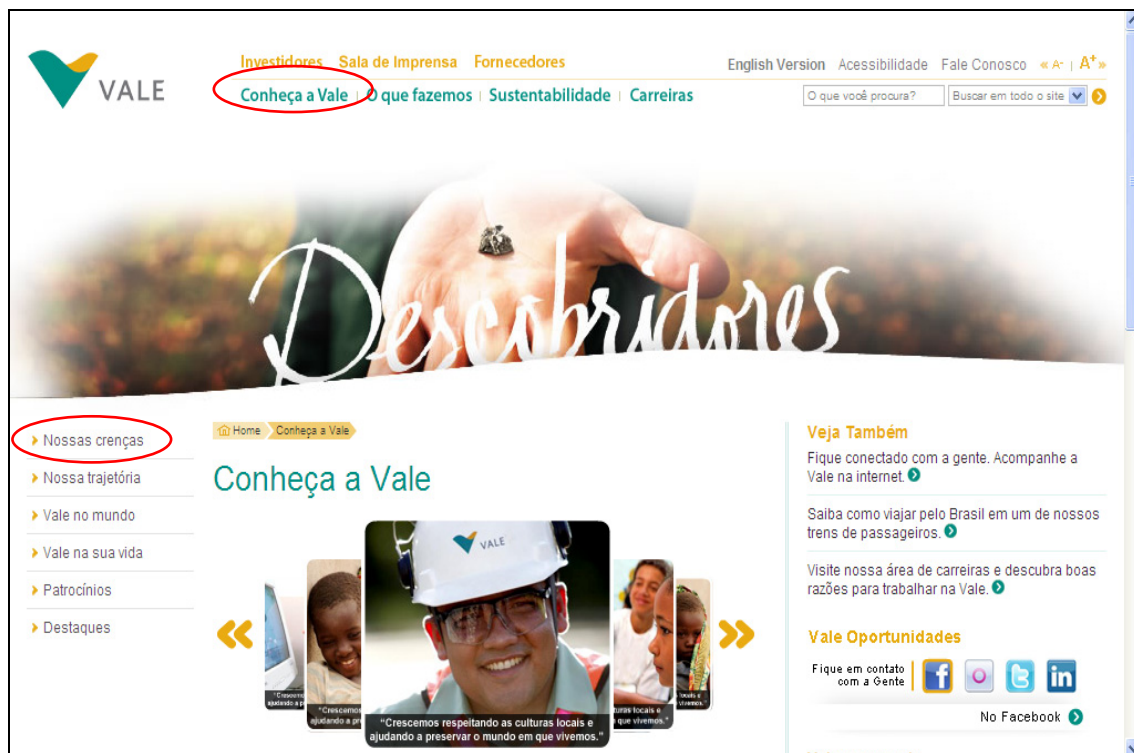 VALE
Investidores Sala de Imprensa Fornecedores
English Version Acessibilidade Fale Conosco « A- | A+ »
Conheça a Vale | O que fazemos | Sustentabilidade | Carreiras
O que você procura? Buscar em todo o site
Descobridores
Nossas crenças
Nossa trajetória
Vale no mundo
Vale na sua vida
Patrocínios
Destaques
Home Conheça a Vale
Conheça a Vale
VALE
"Crescemos respeitando as culturas locais e
ajudando a preservar o mundo em que vivemos."
Veja Também
Fique conectado com a gente. Acompanhe a
Vale na internet.
Saiba como viajar pelo Brasil em um de nossos
trens de passageiros.
Visite nossa área de carreiras e descubra boas
razões para trabalhar na Vale.
Vale Oportunidades
Fique em contato
com a Gente
No Facebook